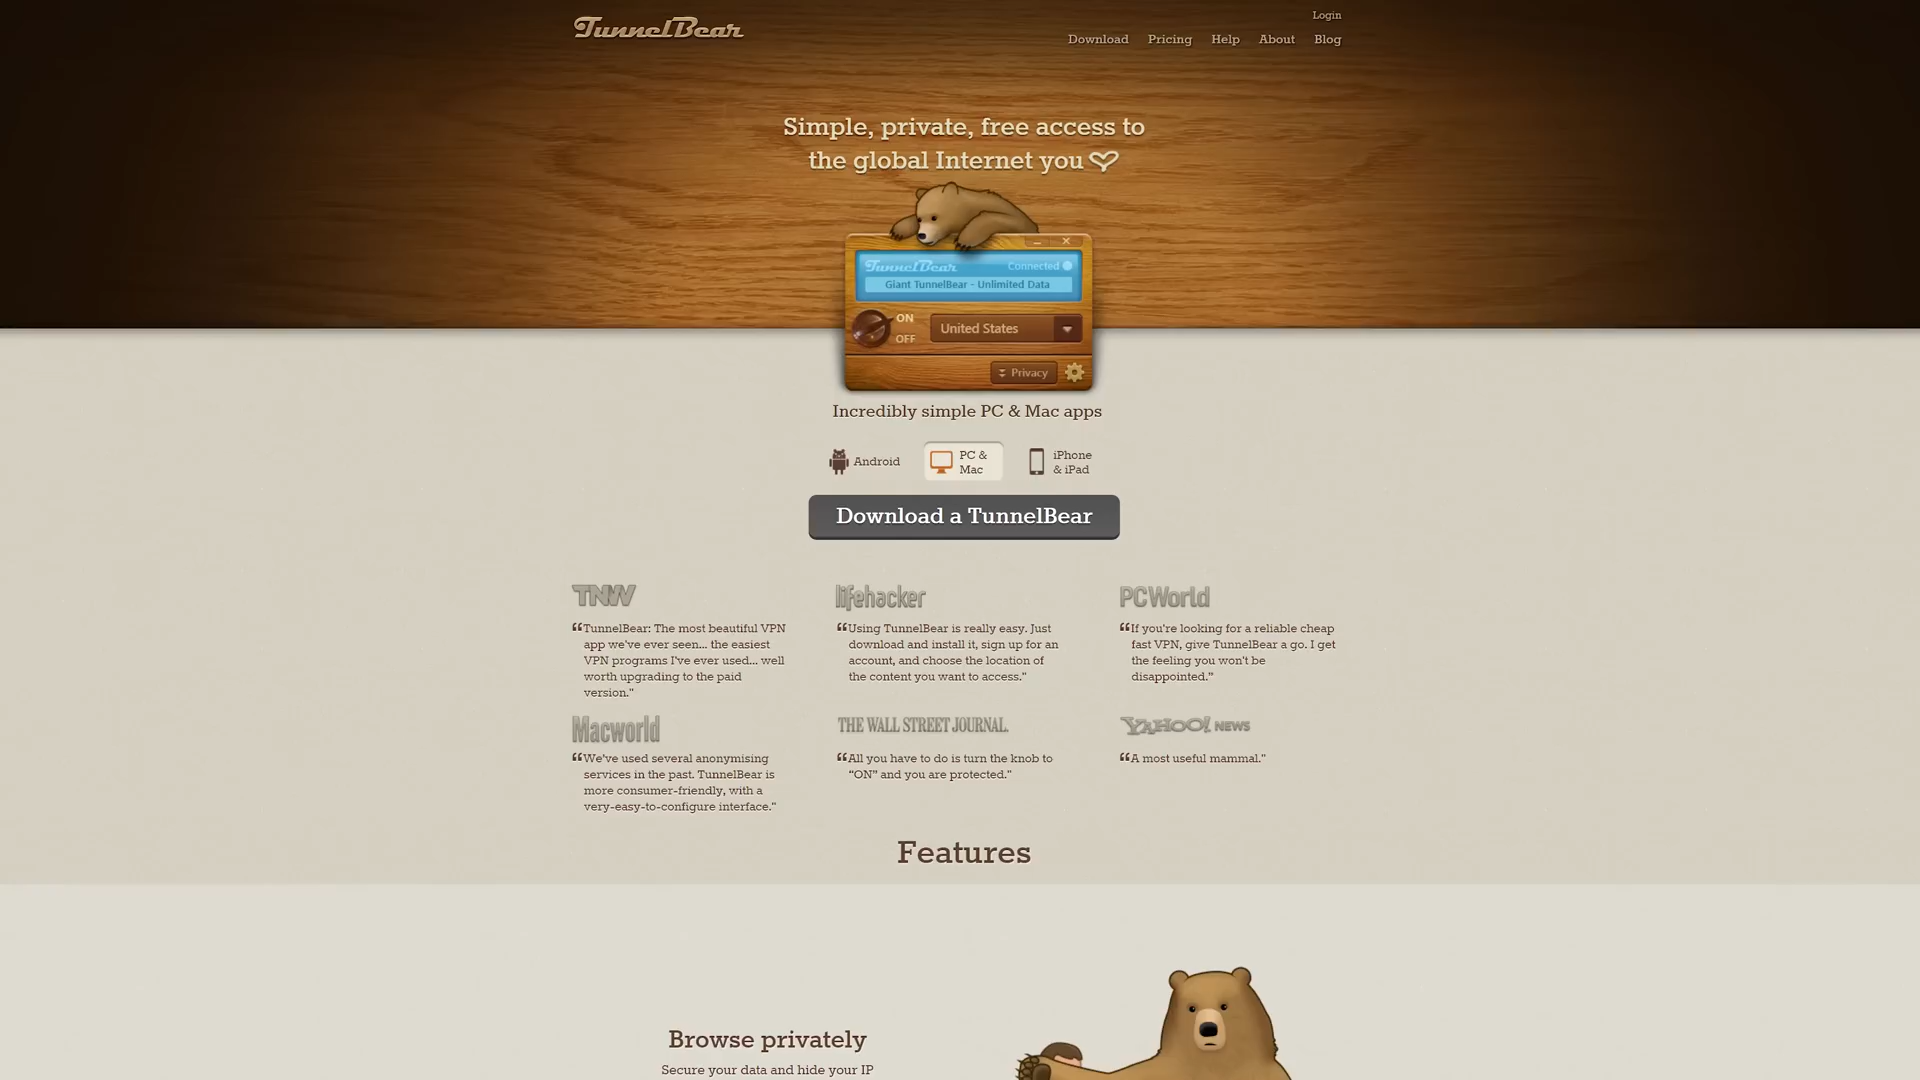 TunnelBear
Login
Download Pricing Help About Blog
Simple, private, free access to
the global Internet you
TunnelBear Connected
Giant TunnelBear - Unlimited Data
ON
OFF
United States
Privacy
Incredibly simple PC & Mac apps
Android
PC &
Mac
iPhone
& iPad
Download a TunnelBear
TNW
“TunnelBear: The most beautiful VPN
app we've ever seen... the easiest
VPN programs I've ever used... well
worth upgrading to the paid
version."
lifehacker
“Using TunnelBear is really easy. Just
download and install it, sign up for an
account, and choose the location of
the content you want to access."
PCWorld
“If you're looking for a reliable cheap
fast VPN, give TunnelBear a go. I get
the feeling you won't be
disappointed.”
Macworld
“We've used several anonymising
services in the past. TunnelBear is
more consumer-friendly, with a
very-easy-to-configure interface."
THE WALL STREET JOURNAL.
“All you have to do is turn the knob to
“ON” and you are protected."
YAHOO! NEWS
“A most useful mammal."
Features
Browse privately
Secure your data and hide your IP